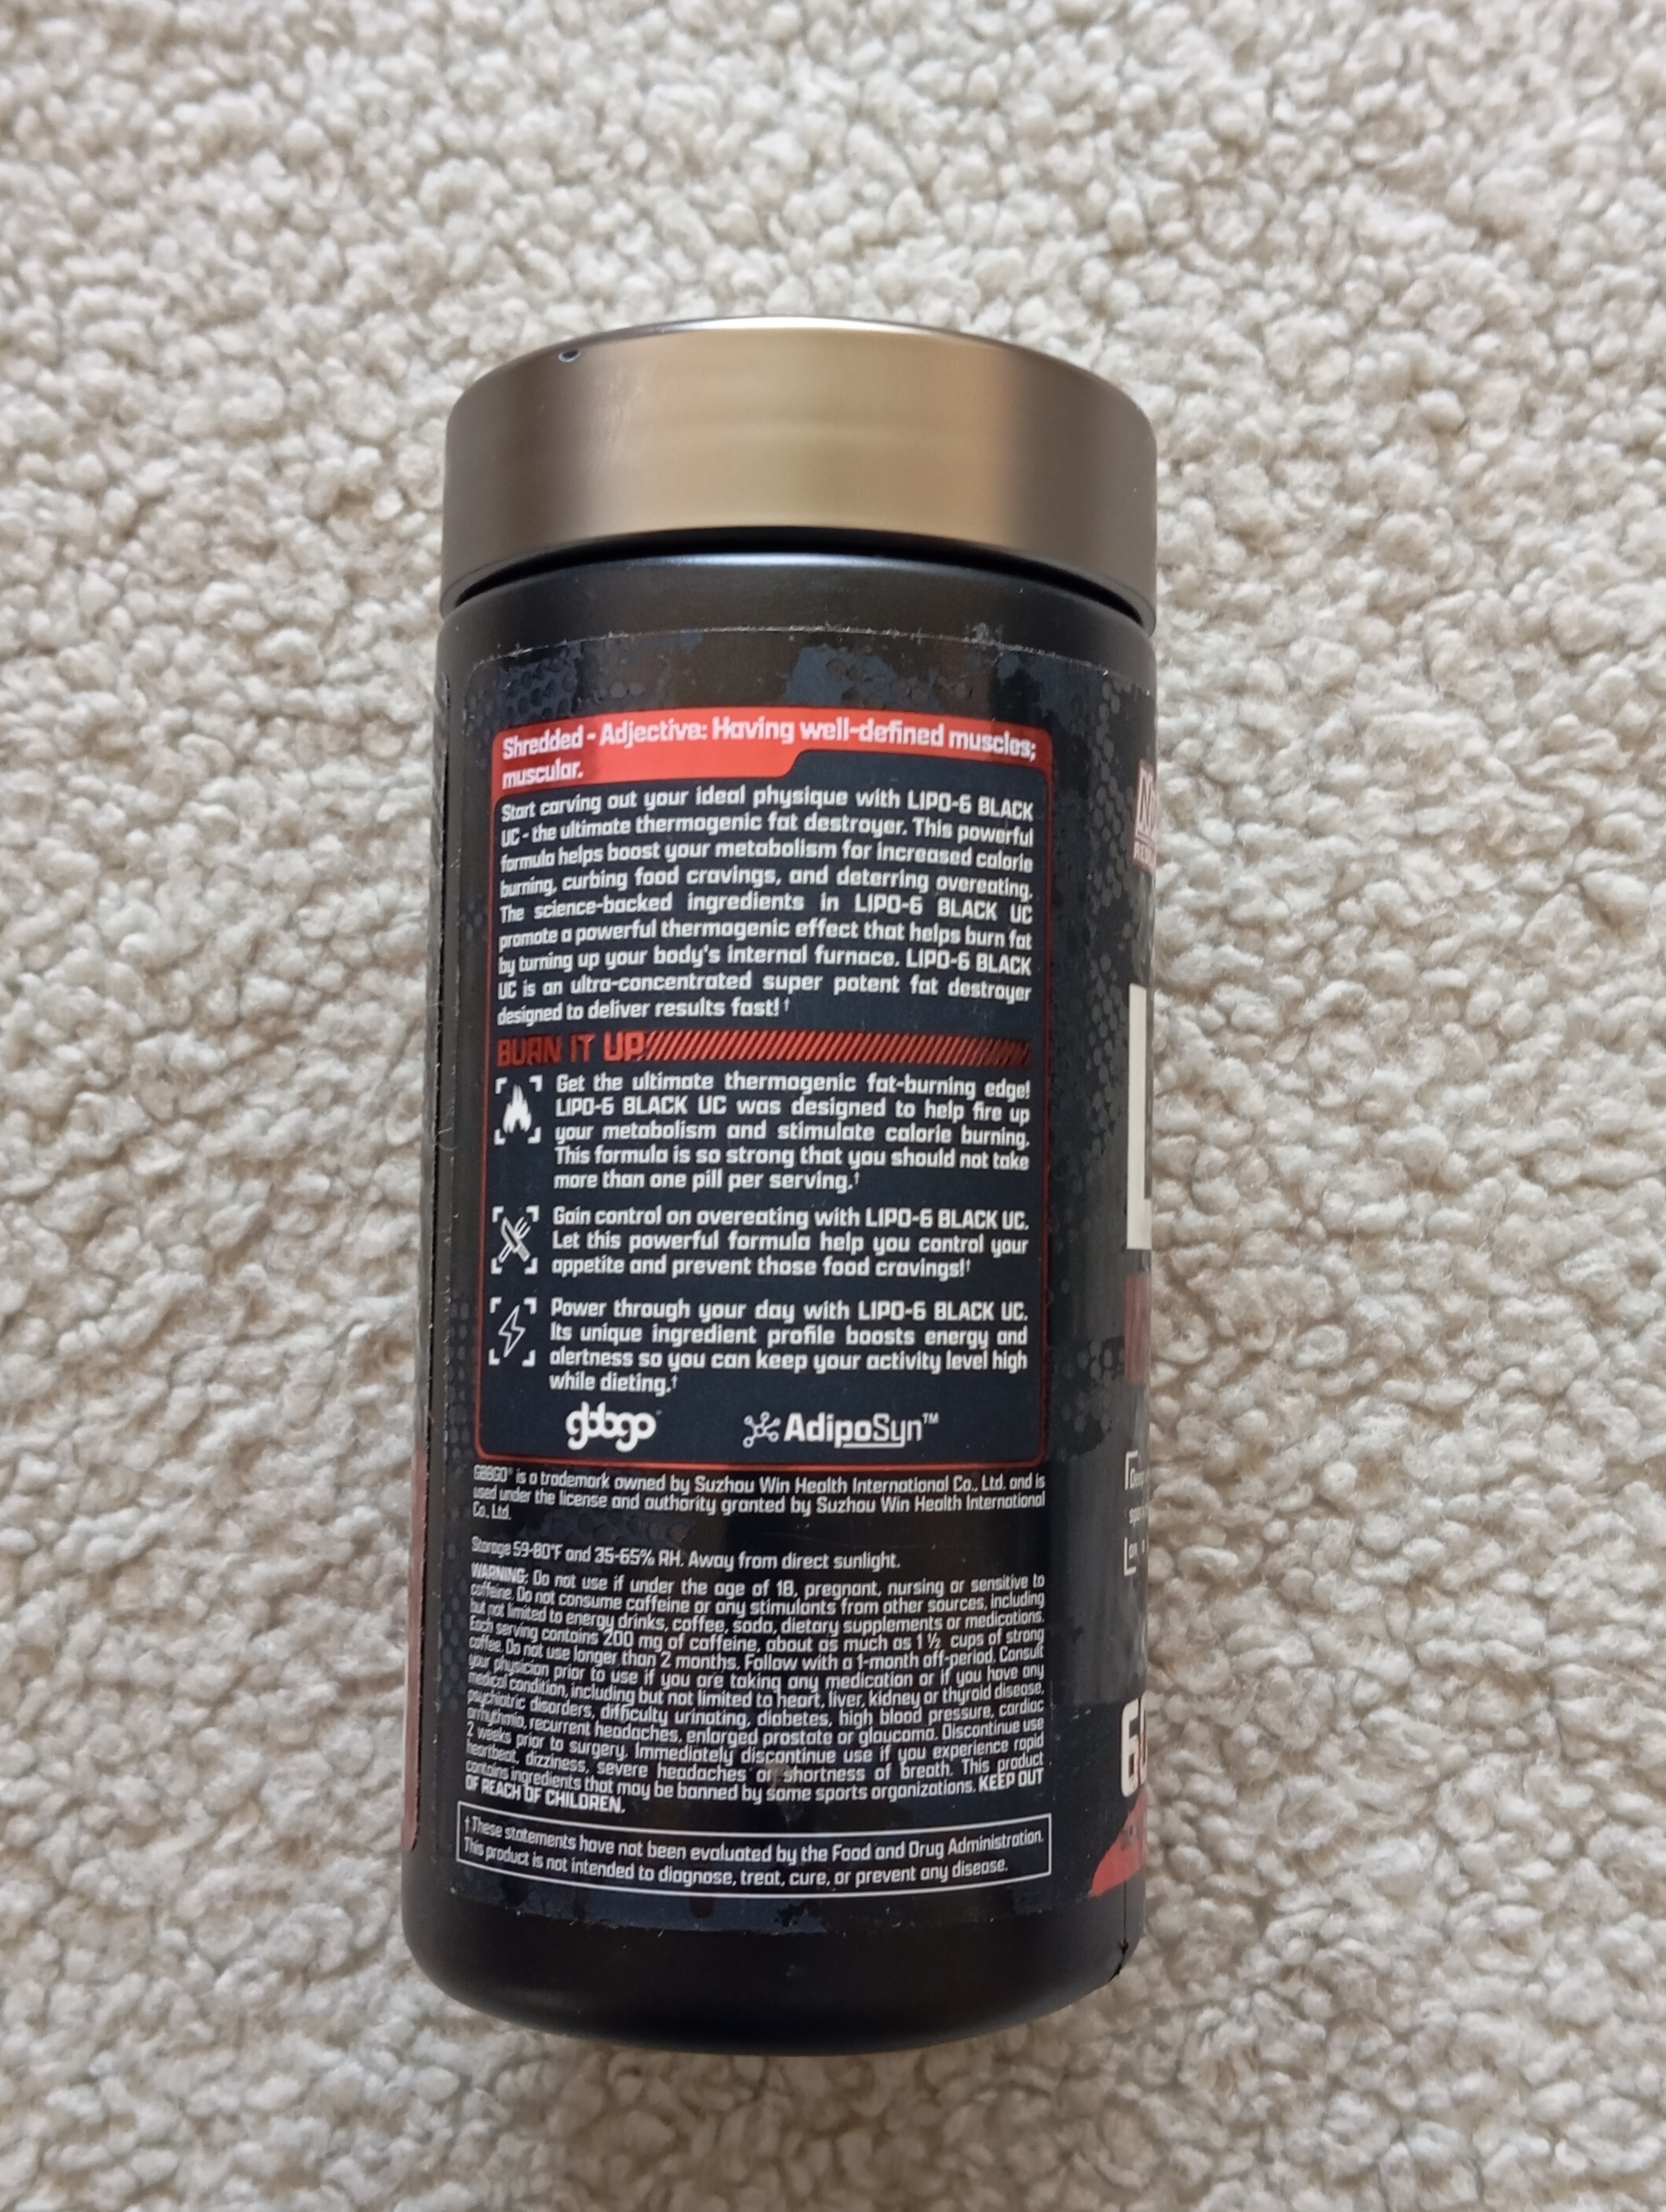 Shredded - Adjective: Having well-defined muscles;
muscular.
Start carving out your ideal physique with LIPO-6 BLACK
UC - the ultimate thermogenic fat destroyer. This powerful
formula helps boost your metabolism for increased calorie
burning, curbing food cravings, and deterring overeating.
The science-backed ingredients in LIPO-6 BLACK UC
promote a powerful thermogenic effect that helps burn fat
by turning up your body's internal furnace. LIPO-6 BLACK
UC is an ultra-concentrated super potent fat destroyer
designed to deliver results fast!†
BURN IT UP
Get the ultimate thermogenic fat-burning edge!
LIPO-6 BLACK UC was designed to help fire up
your metabolism and stimulate calorie burning.
This formula is so strong that you should not take
more than one pill per serving.†
Gain control on overeating with LIPO-6 BLACK UC.
Let this powerful formula help you control your
appetite and prevent those food cravings!†
Power through your day with LIPO-6 BLACK UC.
Its unique ingredient profile boosts energy and
alertness so you can keep your activity level high
while dieting.†
gbbgo AdipoSyn™
GBBGO® is a trademark owned by Suzhou Win Health International Co., Ltd. and is
used under the license and authority granted by Suzhou Win Health International
Co., Ltd.
Storage 59-80°F and 35-65% RH. Away from direct sunlight.
WARNING: Do not use if under the age of 18, pregnant, nursing or sensitive to
caffeine. Do not consume caffeine or any stimulants from other sources, including
but not limited to energy drinks, coffee, soda, dietary supplements or medications.
Each serving contains 200 mg of caffeine, about as much as 1 ½ cups of strong
coffee. Do not use longer than 2 months. Follow with a 1-month off-period. Consult
your physician prior to use if you are taking any medication or if you have any
medical condition, including but not limited to heart, liver, kidney or thyroid disease,
psychiatric disorders, difficulty urinating, diabetes, high blood pressure, cardiac
arrhythmia, recurrent headaches, enlarged prostate or glaucoma. Discontinue use
2 weeks prior to surgery. Immediately discontinue use if you experience rapid
heartbeat, dizziness, severe headaches or shortness of breath. This product
contains ingredients that may be banned by some sports organizations. KEEP OUT
OF REACH OF CHILDREN.
† These statements have not been evaluated by the Food and Drug Administration.
This product is not intended to diagnose, treat, cure, or prevent any disease.